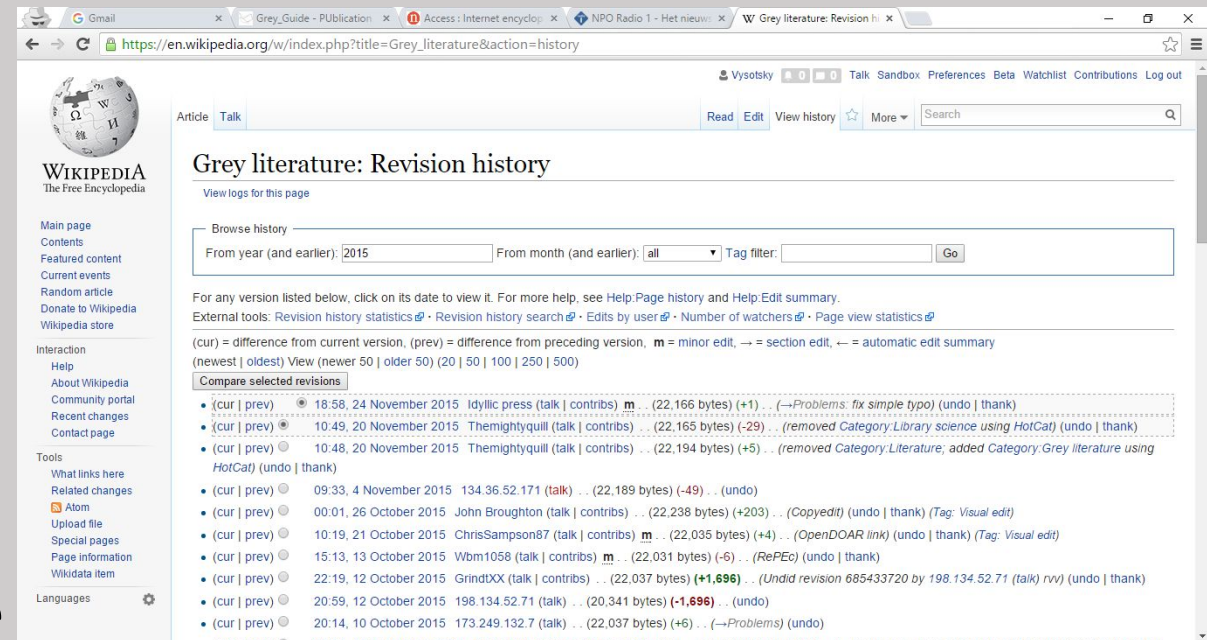 Gmail
Grey_Guide - PUblication
Access : Internet encyclop
NPO Radio 1 - Het nieuw
W Grey literature: Revision hi
https://en.wikipedia.org/w/index.php?title=Grey_literature&action=history
Vysotsky 0 0 Talk Sandbox Preferences Beta Watchlist Contributions Log out
Article Talk Read Edit View history More Search
WIKIPEDIA
The Free Encyclopedia
Main page
Contents
Featured content
Current events
Random article
Donate to Wikipedia
Wikipedia store
Interaction
Help
About Wikipedia
Community portal
Recent changes
Contact page
Tools
What links here
Related changes
Atom
Upload file
Special pages
Page information
Wikidata item
Languages
Grey literature: Revision history
View logs for this page
Browse history
From year (and earlier): 2015 From month (and earlier): all Tag filter: Go
For any version listed below, click on its date to view it. For more help, see Help:Page history and Help:Edit summary.
External tools: Revision history statistics · Revision history search · Edits by user · Number of watchers · Page view statistics
(cur) = difference from current version, (prev) = difference from preceding version, m = minor edit, → = section edit, ← = automatic edit summary
(newest | oldest) View (newer 50 | older 50) (20 | 50 | 100 | 250 | 500)
Compare selected revisions
• (cur | prev) 18:58, 24 November 2015 Idyllic press (talk | contribs) m . . (22,166 bytes) (+1) . . (→Problems: fix simple typo) (undo | thank)
• (cur | prev) 10:49, 20 November 2015 Themightyquill (talk | contribs) . . (22,165 bytes) (-29) . . (removed Category:Library science using HotCat) (undo | thank)
• (cur | prev) 10:48, 20 November 2015 Themightyquill (talk | contribs) . . (22,194 bytes) (+5) . . (removed Category:Literature; added Category:Grey literature using
HotCat) (undo | thank)
• (cur | prev) 09:33, 4 November 2015 134.36.52.171 (talk) . . (22,189 bytes) (-49) . . (undo)
• (cur | prev) 00:01, 26 October 2015 John Broughton (talk | contribs) . . (22,238 bytes) (+203) . . (Copyedit) (undo | thank) (Tag: Visual edit)
• (cur | prev) 10:19, 21 October 2015 ChrisSampson87 (talk | contribs) m . . (22,035 bytes) (+4) . . (OpenDOAR link) (undo | thank) (Tag: Visual edit)
• (cur | prev) 15:13, 13 October 2015 Wbm1058 (talk | contribs) m . . (22,031 bytes) (-6) . . (RePEc) (undo | thank)
• (cur | prev) 22:19, 12 October 2015 GrindtXX (talk | contribs) . . (22,037 bytes) (+1,696) . . (Undid revision 685433720 by 198.134.52.71 (talk) rvv) (undo | thank)
• (cur | prev) 20:59, 12 October 2015 198.134.52.71 (talk) . . (20,341 bytes) (-1,696) . . (undo)
• (cur | prev) 20:14, 10 October 2015 173.249.132.7 (talk) . . (22,037 bytes) (+6) . . (→Problems) (undo)